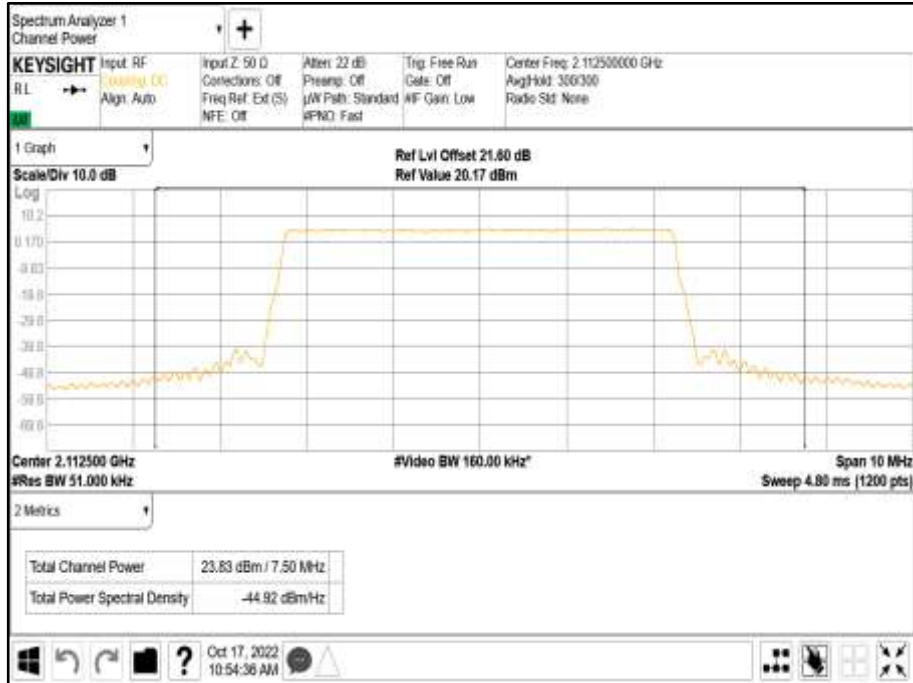 Spectrum Analyzer 1
Channel Power
+
KEYSIGHT Input: RF Input Z: 50 Ω Atten: 22 dB Trig: Free Run Center Freq: 2.112500000 GHz
RL Coupling: DC Corrections: Off Preamp: Off Gate: Off Avg|Hold: 300/300
Align: Auto Freq Ref: Ext (S) µW Path: Standard #IF Gain: Low Radio Std: None
NFE: Off #PNO: Fast
1 Graph
Ref Lvl Offset 21.60 dB
Scale/Div 10.0 dB Ref Value 20.17 dBm
Log
10.2
0.170
-9.83
-19.8
-29.8
-39.8
-49.8
-59.8
-69.8
Center 2.112500 GHz #Video BW 160.00 kHz* Span 10 MHz
#Res BW 51.000 kHz Sweep 4.80 ms (1200 pts)
2 Metrics
Total Channel Power 23.83 dBm / 7.50 MHz
Total Power Spectral Density -44.92 dBm/Hz
? Oct 17, 2022
10:54:36 AM